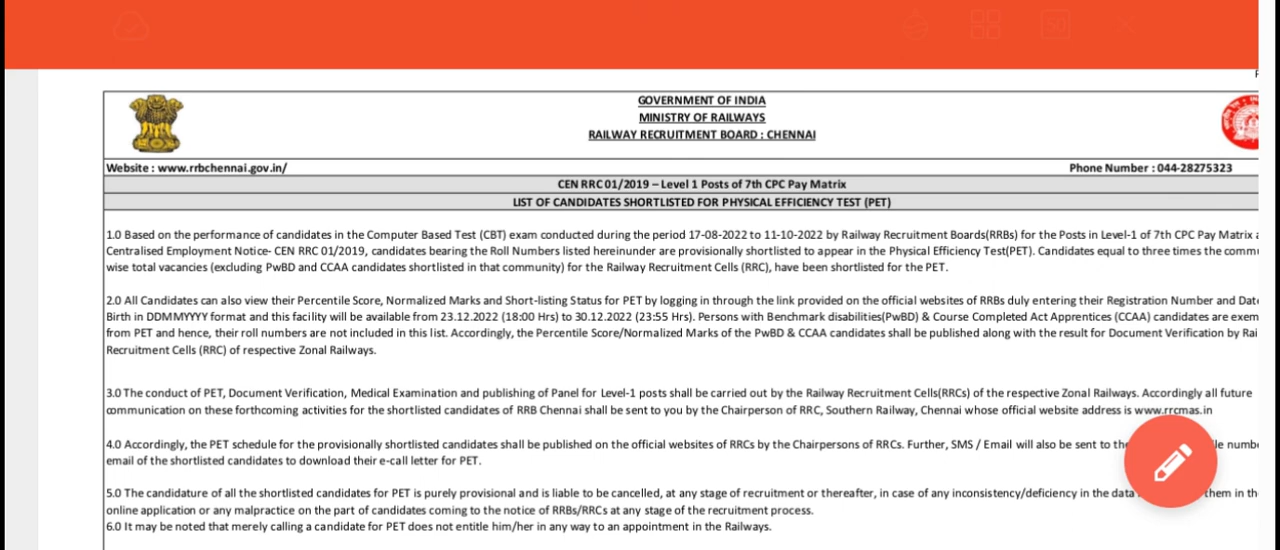 GOVERNMENT OF INDIA
MINISTRY OF RAILWAYS
RAILWAY RECRUITMENT BOARD : CHENNAI
Website : www.rrbchennai.gov.in/ Phone Number : 044-28275323
CEN RRC 01/2019 – Level 1 Posts of 7th CPC Pay Matrix
LIST OF CANDIDATES SHORTLISTED FOR PHYSICAL EFFICIENCY TEST (PET)
1.0 Based on the performance of candidates in the Computer Based Test (CBT) exam conducted during the period 17-08-2022 to 11-10-2022 by Railway Recruitment Boards(RRBs) for the Posts in Level-1 of 7th CPC Pay Matrix
Centralised Employment Notice- CEN RRC 01/2019, candidates bearing the Roll Numbers listed hereinunder are provisionally shortlisted to appear in the Physical Efficiency Test(PET). Candidates equal to three times the
wise total vacancies (excluding PwBD and CCAA candidates shortlisted in that community) for the Railway Recruitment Cells (RRC), have been shortlisted for the PET.
2.0 All Candidates can also view their Percentile Score, Normalized Marks and Short-listing Status for PET by logging in through the link provided on the official websites of RRBs duly entering their Registration Number and
Birth in DDMMYYYY format and this facility will be available from 23.12.2022 (18:00 Hrs) to 30.12.2022 (23:55 Hrs). Persons with Benchmark disabilities(PwBD) & Course Completed Act Apprentices (CCAA) candidates are
from PET and hence, their roll numbers are not included in this list. Accordingly, the Percentile Score/Normalized Marks of the PwBD & CCAA candidates shall be published along with the result for Document Verification by
Recruitment Cells (RRC) of respective Zonal Railways.
3.0 The conduct of PET, Document Verification, Medical Examination and publishing of Panel for Level-1 posts shall be carried out by the Railway Recruitment Cells(RRCs) of the respective Zonal Railways. Accordingly all future
communication on these forthcoming activities for the shortlisted candidates of RRB Chennai shall be sent to you by the Chairperson of RRC, Southern Railway, Chennai whose official website address is www.rrcmas.in
4.0 Accordingly, the PET schedule for the provisionally shortlisted candidates shall be published on the official websites of RRCs by the Chairpersons of RRCs. Further, SMS / Email will also be sent to
email of the shortlisted candidates to download their e-call letter for PET.
5.0 The candidature of all the shortlisted candidates for PET is purely provisional and is liable to be cancelled, at any stage of recruitment or thereafter, in case of any inconsistency/deficiency in the data them in
online application or any malpractice on the part of candidates coming to the notice of RRBs/RRCs at any stage of the recruitment process.
6.0 It may be noted that merely calling a candidate for PET does not entitle him/her in any way to an appointment in the Railways.